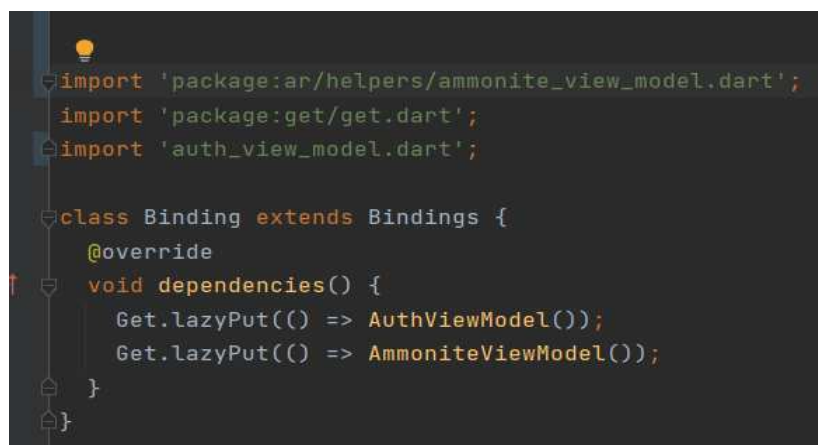 import 'package:ar/helpers/ammonite_view_model.dart';
import 'package:get/get.dart';
import 'auth_view_model.dart';
class Binding extends Bindings {
@override
void dependencies() {
Get.lazyPut(() => AuthViewModel());
Get.lazyPut(() => AmmoniteViewModel());
}
}